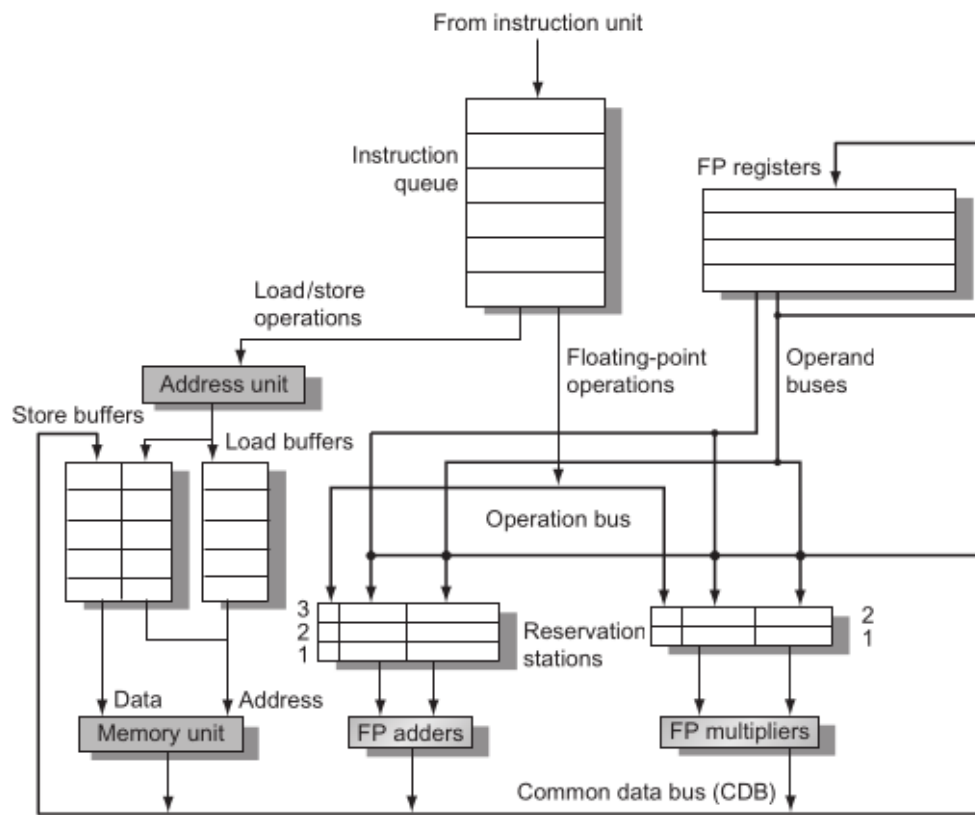 From instruction unit
Instruction
queue
FP registers
Load/store
operations
Floating-point
operations
Operand
buses
Address unit
Store buffers
Load buffers
Operation bus
3
2
1
Reservation
stations
2
1
Data
Address
Memory unit
FP adders
FP multipliers
Common data bus (CDB)